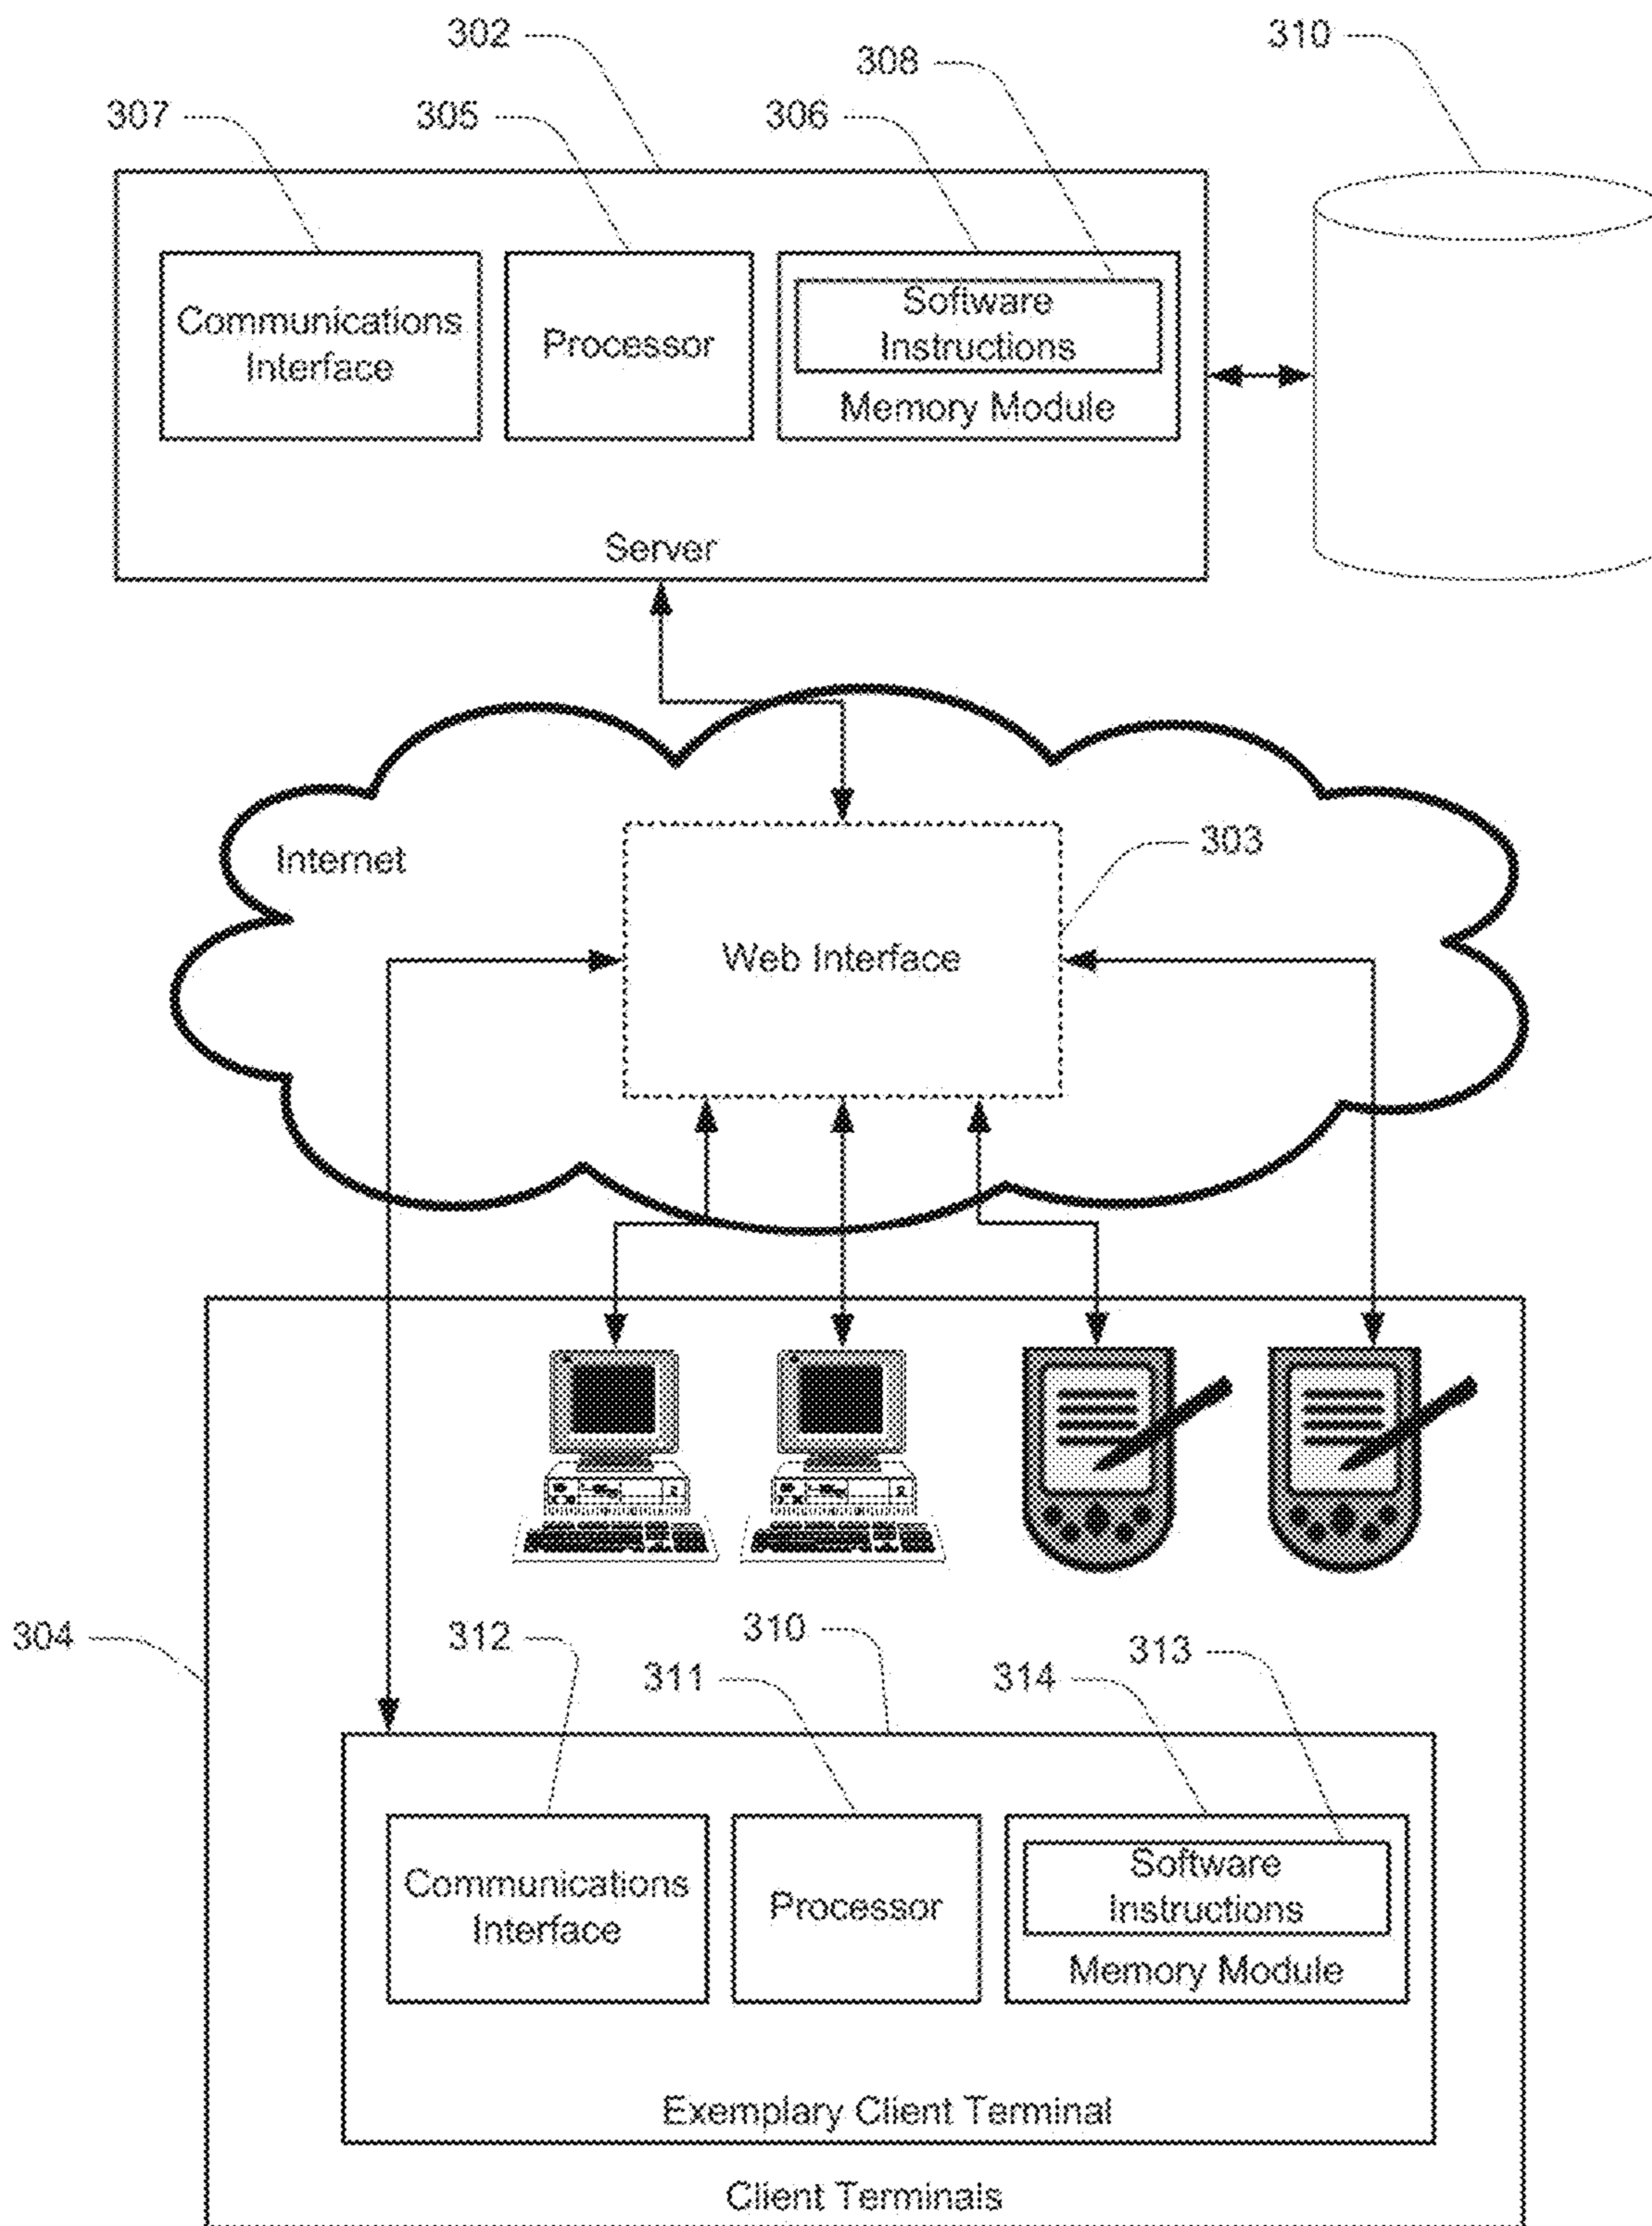 302
310
308
307
305
306
Communications
Interface
Processor
Software
Instructions
Memory Module
Server
Internet
303
Web Interface
304
312
310
313
311
314
Communications
Interface
Processor
Software
Instructions
Memory Module
Exemplary Client Terminal
Client Terminals